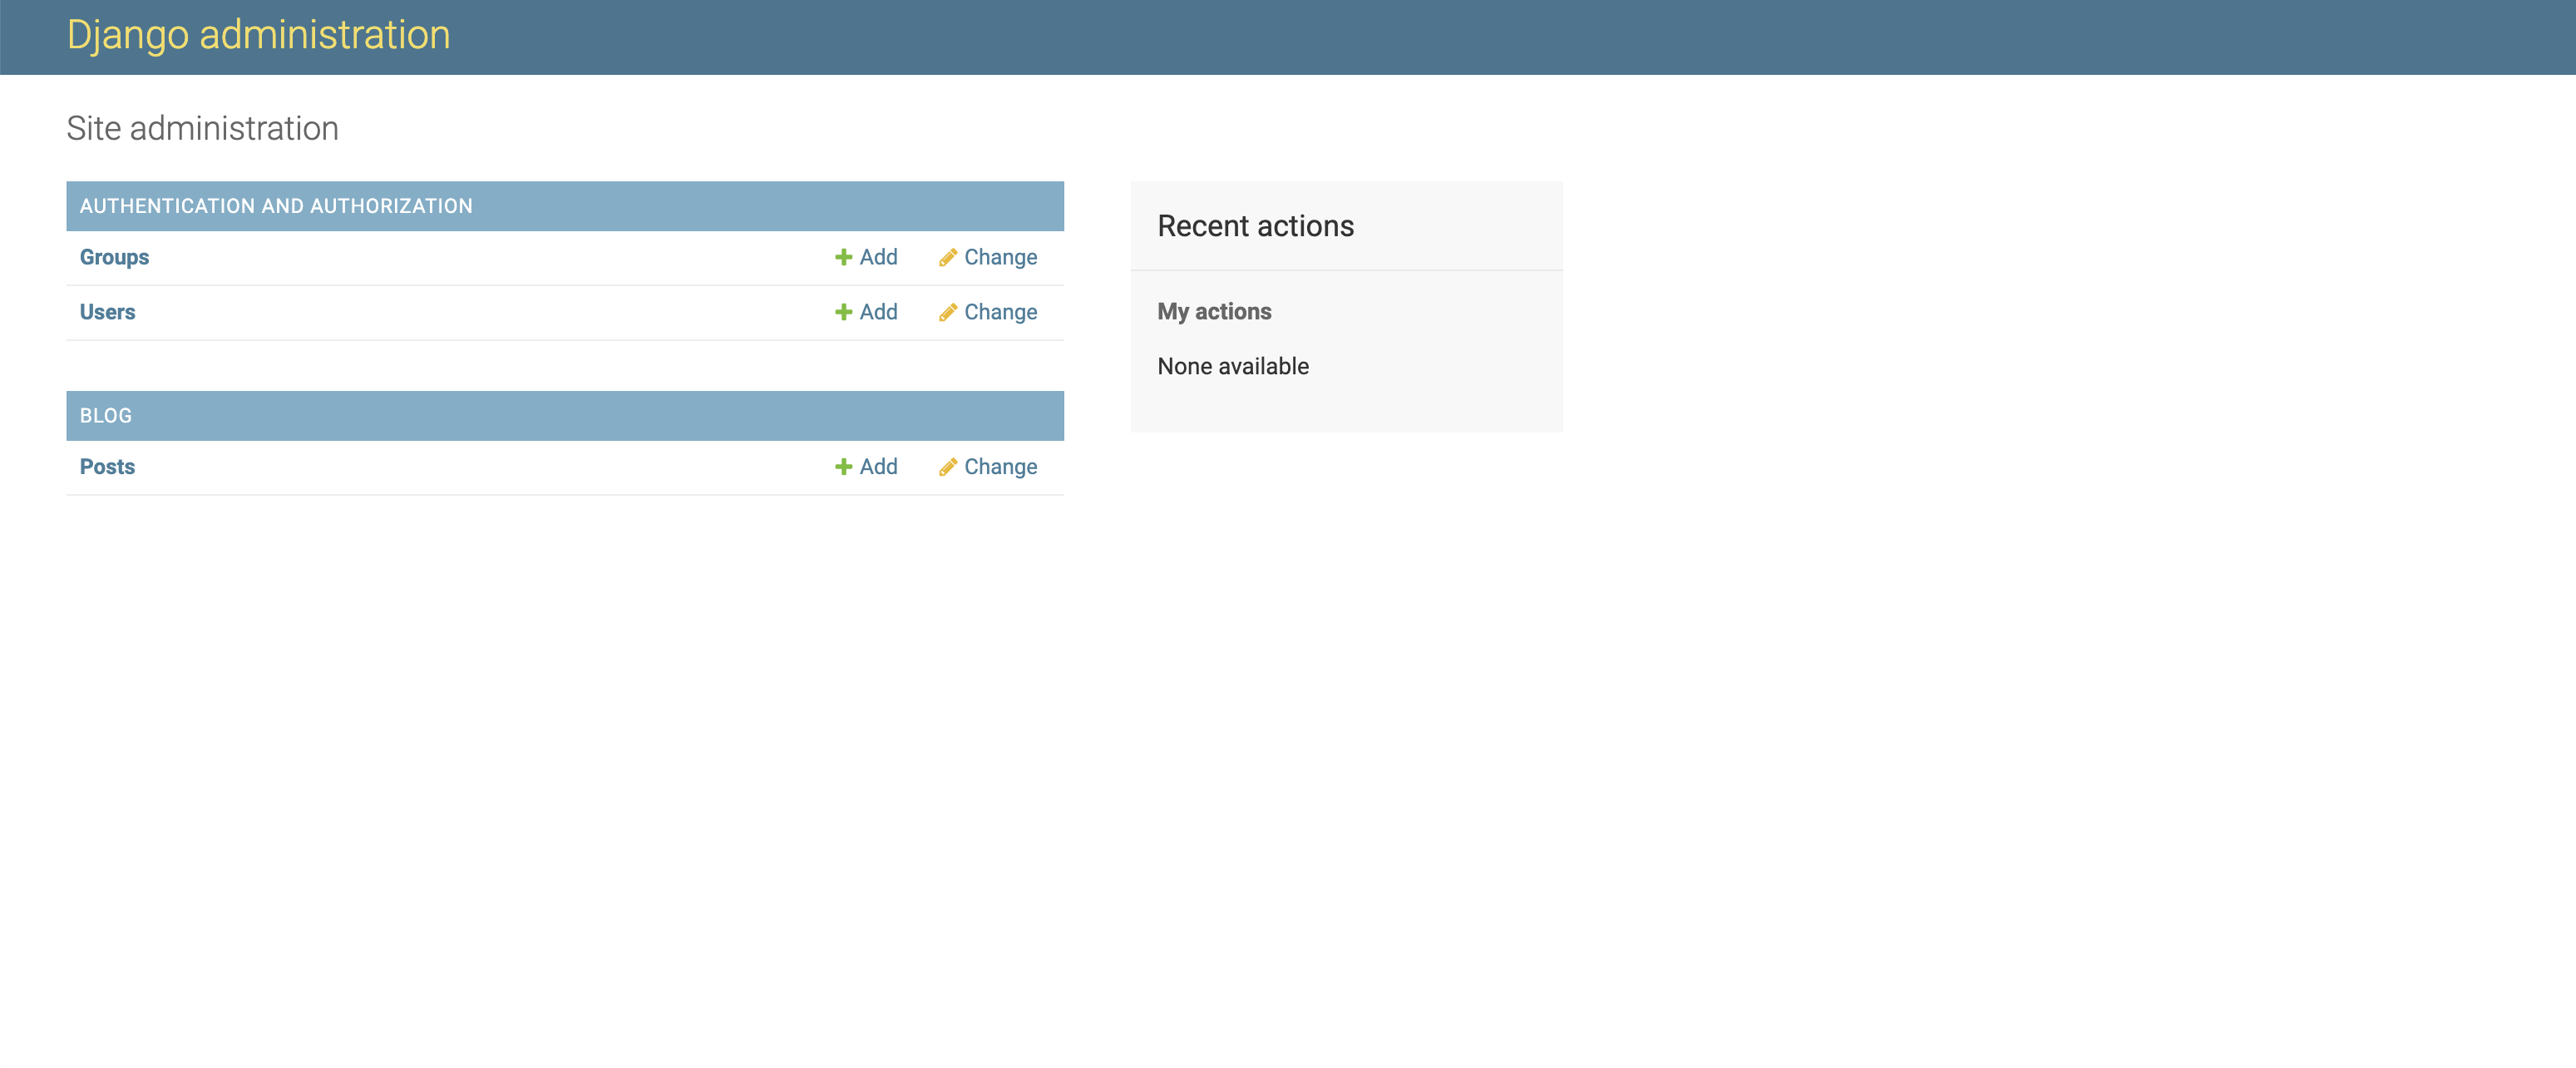 Django administration
Site administration
AUTHENTICATION AND AUTHORIZATION
Groups Add Change
Users Add Change
BLOG
Posts Add Change
Recent actions
My actions
None available